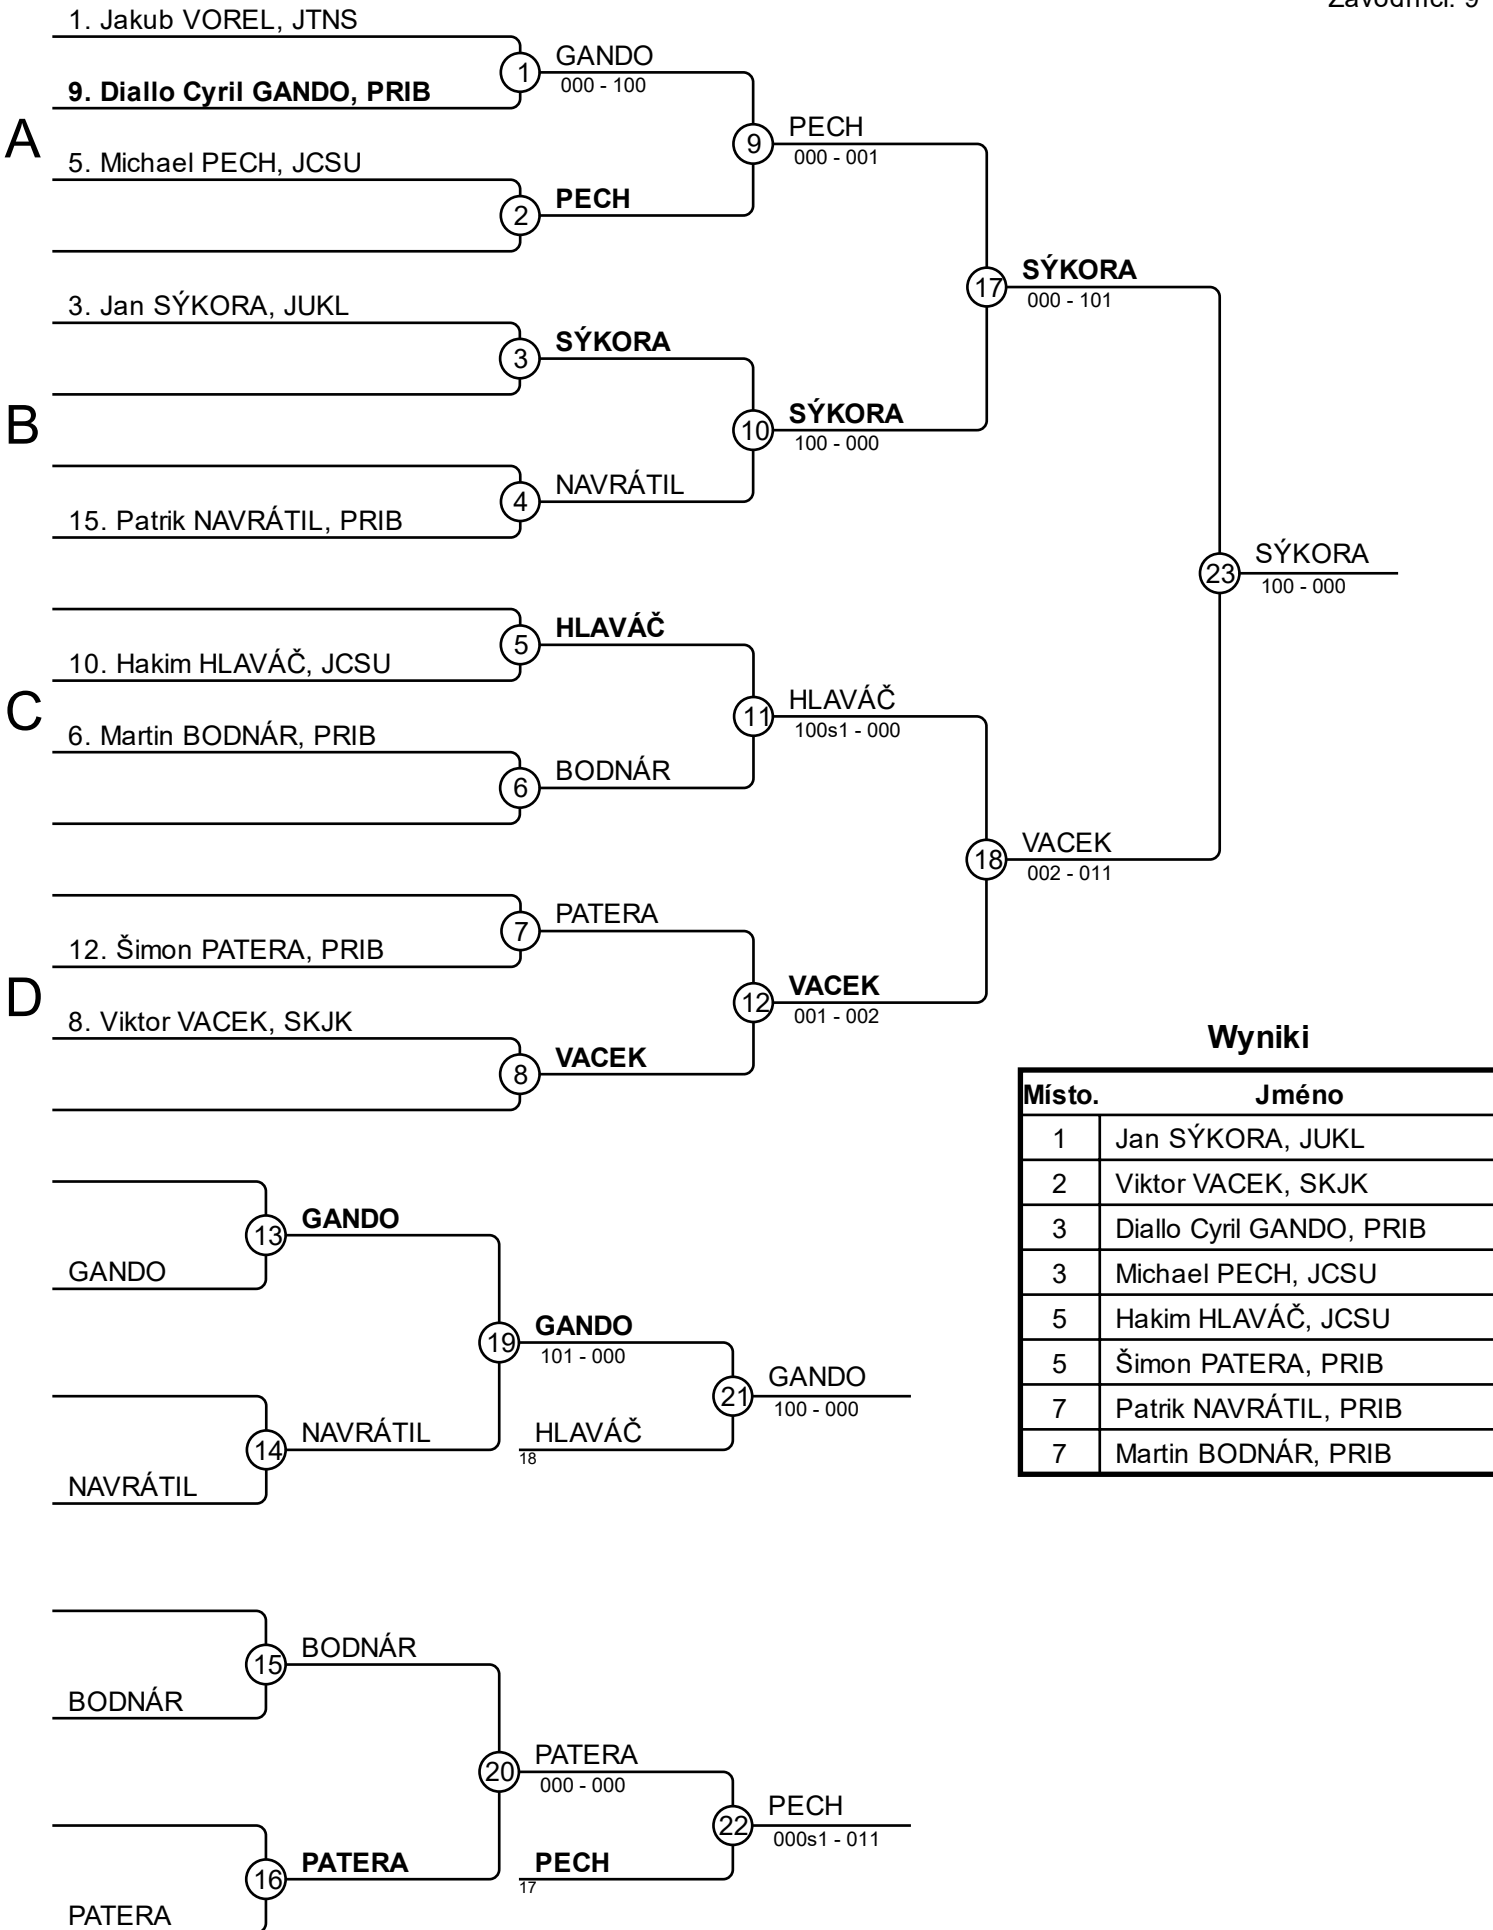 Závodníci: 9
1. Jakub VOREL, JTNS
1
GANDO
000 - 100
9. Diallo Cyril GANDO, PRIB
A
9
PECH
000 - 001
5. Michael PECH, JCSU
2
PECH
17
SÝKORA
000 - 101
3. Jan SÝKORA, JUKL
3
SÝKORA
B
10
SÝKORA
100 - 000
4
NAVRÁTIL
15. Patrik NAVRÁTIL, PRIB
23
SÝKORA
100 - 000
5
HLAVÁČ
10. Hakim HLAVÁČ, JCSU
C
11
HLAVÁČ
100s1 - 000
6. Martin BODNÁR, PRIB
6
BODNÁR
18
VACEK
002 - 011
7
PATERA
12. Šimon PATERA, PRIB
D
12
VACEK
001 - 002
8. Viktor VACEK, SKJK
8
VACEK
Wyniki
Místo. Jméno
1 Jan SÝKORA, JUKL
2 Viktor VACEK, SKJK
3 Diallo Cyril GANDO, PRIB
3 Michael PECH, JCSU
5 Hakim HLAVÁČ, JCSU
5 Šimon PATERA, PRIB
7 Patrik NAVRÁTIL, PRIB
7 Martin BODNÁR, PRIB
13
GANDO
GANDO
19
GANDO
101 - 000
21
GANDO
100 - 000
14
NAVRÁTIL
HLAVÁČ
18
NAVRÁTIL
15
BODNÁR
BODNÁR
20
PATERA
000 - 000
22
PECH
000s1 - 011
16
PATERA
PECH
17
PATERA